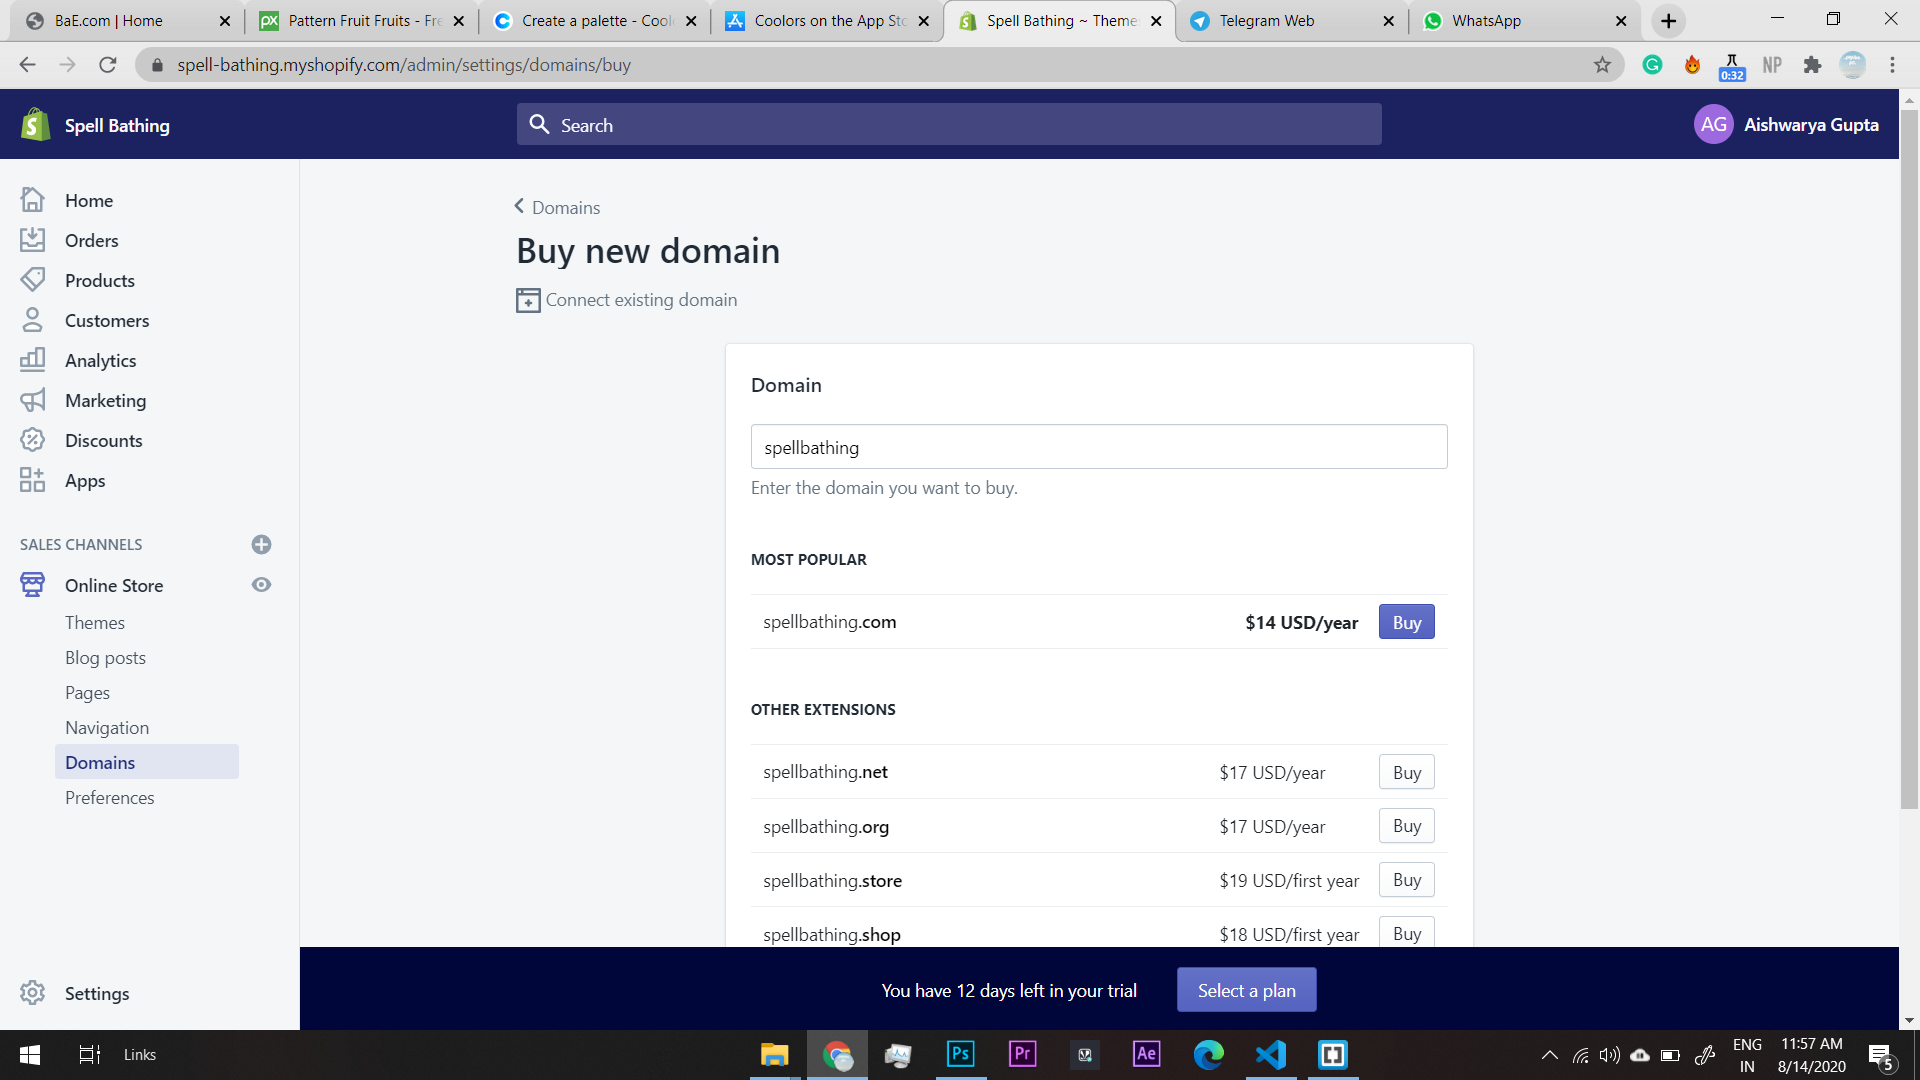 BaE.com | Home
Pattern Fruit Fruits - Fre
Create a palette - Cool
Coolors on the App Sto
Spell Bathing ~ Theme
Telegram Web
WhatsApp
spell-bathing.myshopify.com/admin/settings/domains/buy
0:32
NP
Spell Bathing
Search
AG
Aishwarya Gupta
Home
Orders
Products
Customers
Analytics
Marketing
Discounts
Apps
SALES CHANNELS
Online Store
Themes
Blog posts
Pages
Navigation
Domains
Preferences
Settings
Domains
Buy new domain
Connect existing domain
Domain
spellbathing
Enter the domain you want to buy.
MOST POPULAR
spellbathing.com $14 USD/year Buy
OTHER EXTENSIONS
spellbathing.net $17 USD/year Buy
spellbathing.org $17 USD/year Buy
spellbathing.store $19 USD/first year Buy
spellbathing.shop $18 USD/first year Buy
You have 12 days left in your trial Select a plan
Links
Ps
Pr
Ae
ENG
IN
11:57 AM
8/14/2020
5